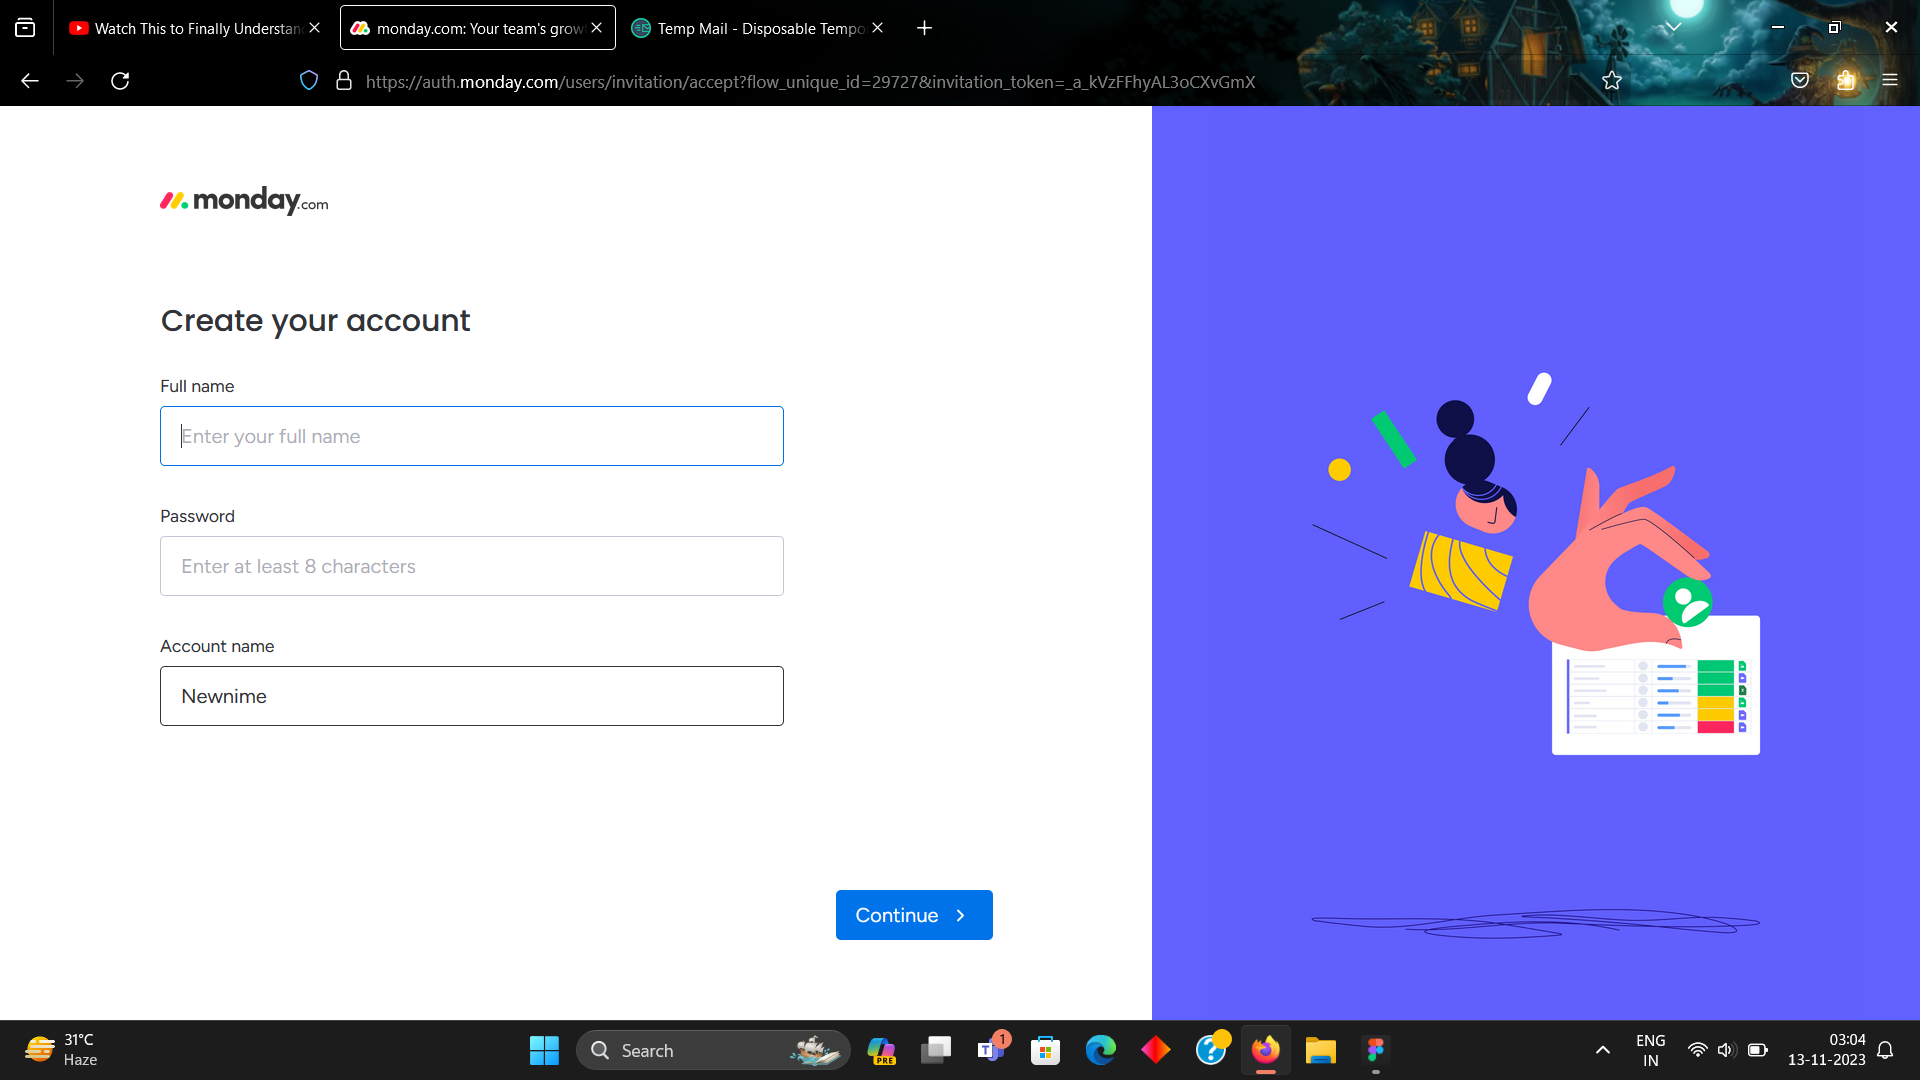 Watch This to Finally Understan
monday.com: Your team's grow
Temp Mail - Disposable Tempo
https://auth.monday.com/users/invitation/accept?flow_unique_id=29727&invitation_token=_a_kVzFFhyAL3oCXvGmX
monday.com
Create your account
Full name
Enter your full name
Password
Enter at least 8 characters
Account name
Newnime
Continue
31°C
Haze
Search
PRE
1
ENG
IN
03:04
13-11-2023